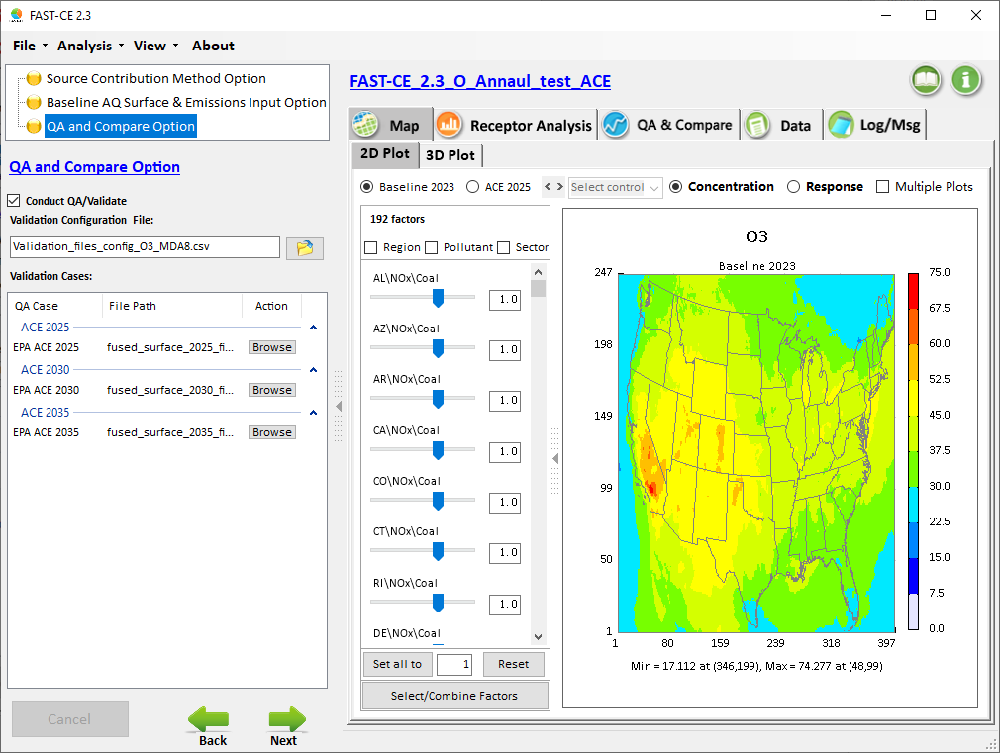 FAST-CE 2.3
File Analysis View About
Source Contribution Method Option
Baseline AQ Surface & Emissions Input Option
QA and Compare Option
QA and Compare Option
Conduct QA/Validate
Validation Configuration File:
Validation_files_config_O3_MDA8.csv
Validation Cases:
QA Case File Path Action
ACE 2025
EPA ACE 2025 fused_surface_2025_fi... Browse
ACE 2030
EPA ACE 2030 fused_surface_2030_fi... Browse
ACE 2035
EPA ACE 2035 fused_surface_2035_fi... Browse
Cancel
Back
Next
FAST-CE_2.3_O_Annaul_test_ACE
Map Receptor Analysis QA & Compare Data Log/Msg
2D Plot 3D Plot
Baseline 2023 ACE 2025 < > Select control Concentration Response Multiple Plots
192 factors
Region Pollutant Sector
AL\NOx\Coal
1.0
AZ\NOx\Coal
1.0
AR\NOx\Coal
1.0
CA\NOx\Coal
1.0
CO\NOx\Coal
1.0
CT\NOx\Coal
1.0
RI\NOx\Coal
1.0
DE\NOx\Coal
Set all to 1 Reset
Select/Combine Factors
O3
Baseline 2023
247
198
149
99
50
1
1 80 159 239 318 397
75.0
67.5
60.0
52.5
45.0
37.5
30.0
22.5
15.0
7.5
0.0
Min = 17.112 at (346,199), Max = 74.277 at (48,99)